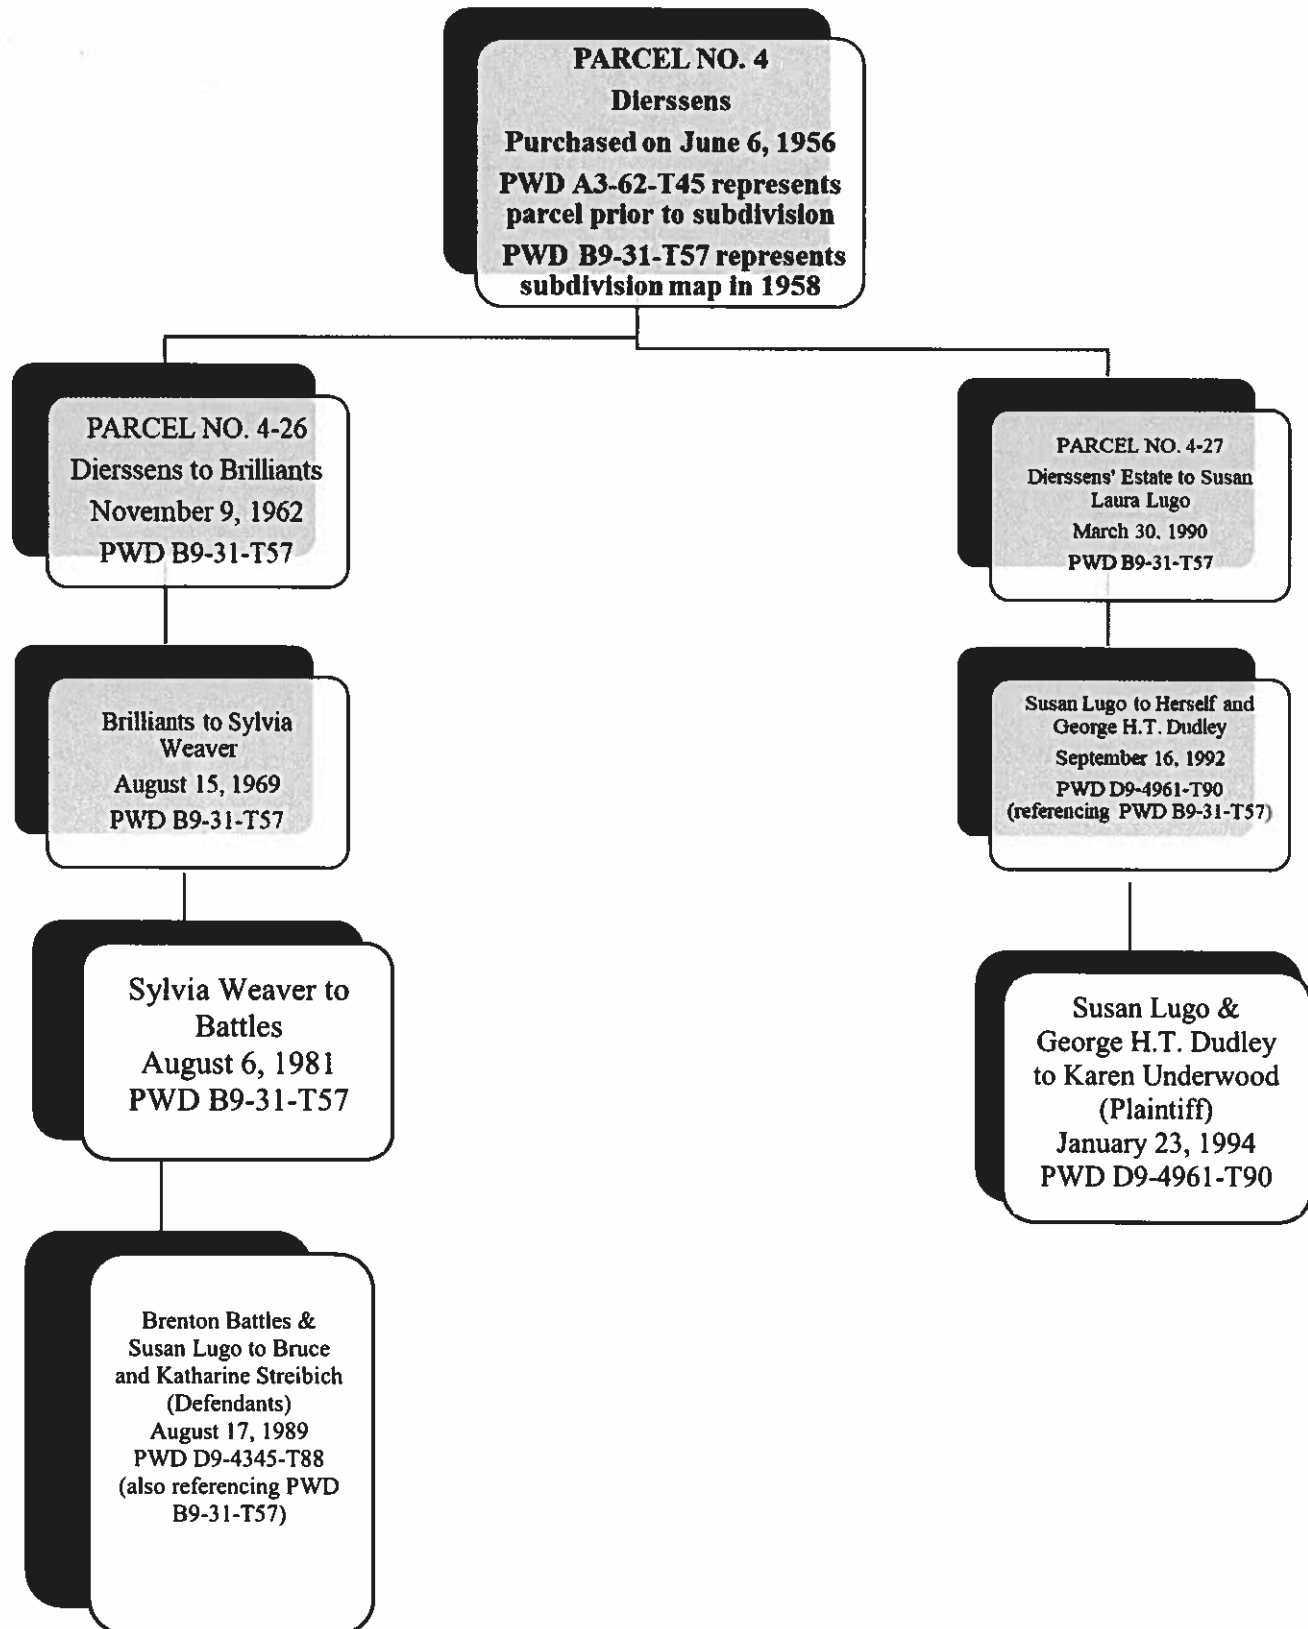 PARCEL NO. 4
Dierssens
Purchased on June 6, 1956
PWD A3-62-T45 represents
parcel prior to subdivision
PWD B9-31-T57 represents
subdivision map in 1958
PARCEL NO. 4-26
Dierssens to Brilliants
November 9, 1962
PWD B9-31-T57
Brilliants to Sylvia
Weaver
August 15, 1969
PWD B9-31-T57
Sylvia Weaver to
Battles
August 6, 1981
PWD B9-31-T57
Brenton Battles &
Susan Lugo to Bruce
and Katharine Streibich
(Defendants)
August 17, 1989
PWD D9-4345-T88
(also referencing PWD
B9-31-T57)
PARCEL NO. 4-27
Dierssens' Estate to Susan
Laura Lugo
March 30, 1990
PWD B9-31-T57
Susan Lugo to Herself and
George H.T. Dudley
September 16, 1992
PWD D9-4961-T90
(referencing PWD B9-31-T57)
Susan Lugo &
George H.T. Dudley
to Karen Underwood
(Plaintiff)
January 23, 1994
PWD D9-4961-T90